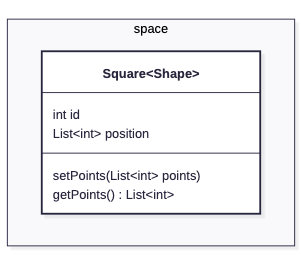 space
Square<Shape>
int id
List<int> position
setPoints(List<int> points)
getPoints() : List<int>